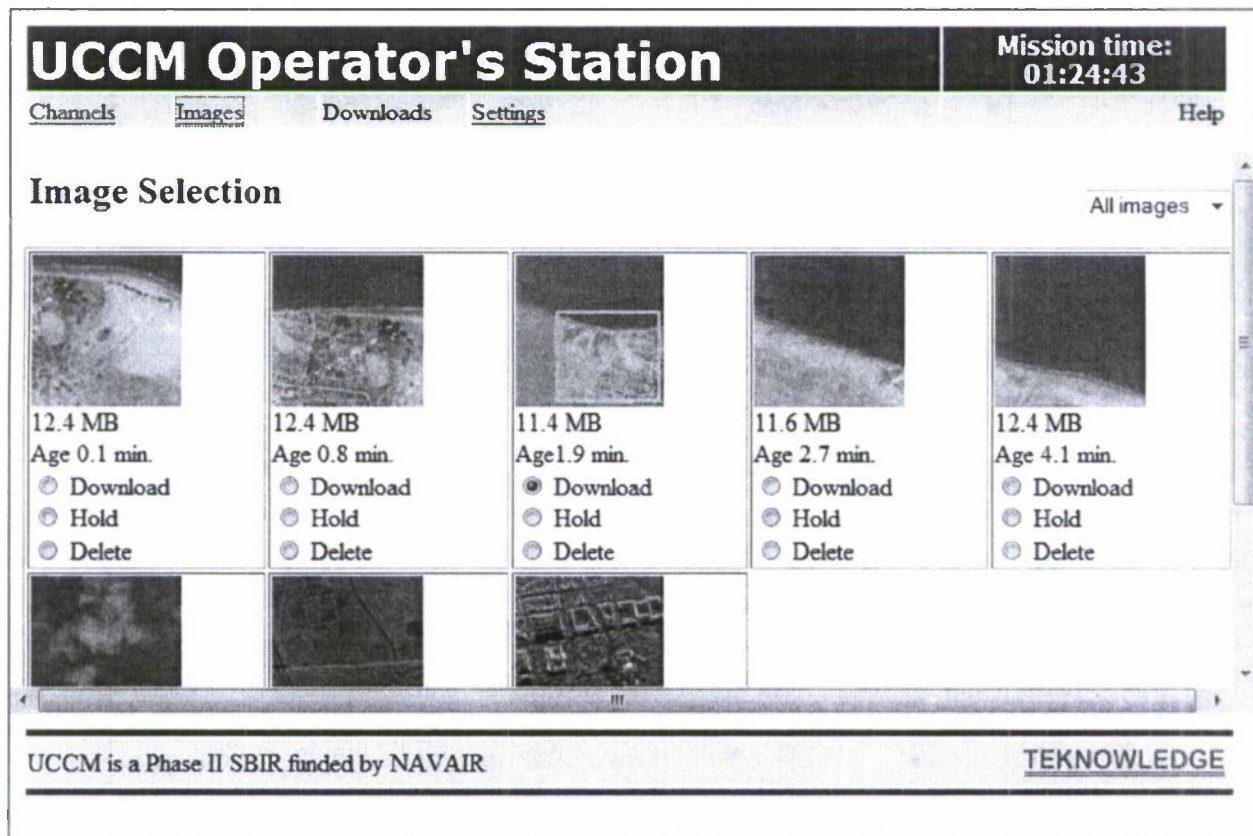 UCCM Operator's Station
Mission time:
01:24:43
Channels Images Downloads Settings Help
Image Selection
All images
12.4 MB 12.4 MB 11.4 MB 11.6 MB 12.4 MB
Age 0.1 min. Age 0.8 min. Age1.9 min. Age 2.7 min. Age 4.1 min.
Download Download Download Download Download
Hold Hold Hold Hold Hold
Delete Delete Delete Delete Delete
UCCM is a Phase II SBIR funded by NAVAIR
TEKNOWLEDGE